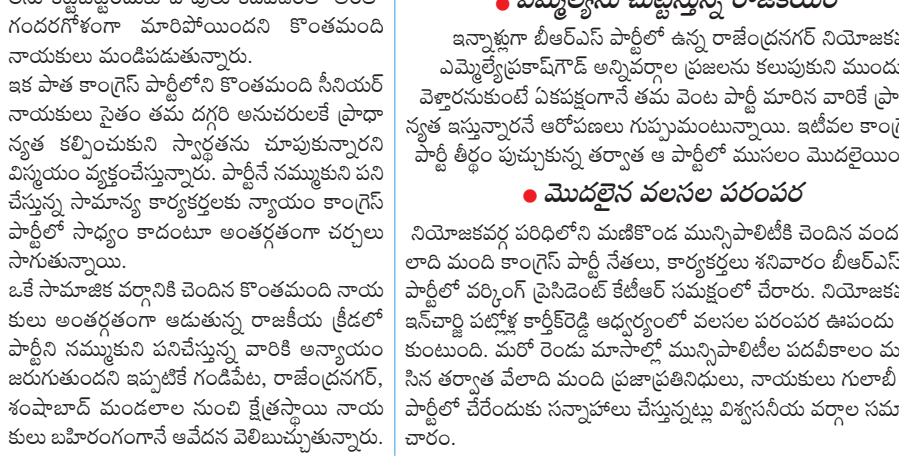 గందరగోళంగా మారిపోయిందని కొంతమంది
నాయకులు మండిపడుతున్నారు.
ఇక పాత కాంగ్రెస్ పార్టీలోని కొంతమంది సీనియర్
నాయకులు సైతం తమ దగ్గరి అనుచరులకే ప్రాధా
న్యత కల్పించుకుని స్వార్థతను చూపుకున్నారని
విస్మయం వ్యక్తంచేస్తున్నారు. పార్టీనే నమ్ముకుని పని
చేస్తున్న సామాన్య కార్యకర్తలకు న్యాయం కాంగ్రెస్
పార్టీలో సాధ్యం కాదంటూ అంతర్గతంగా చర్చలు
సాగుతున్నాయి.
ఒకే సామాజిక వర్గానికి చెందిన కొంతమంది నాయ
కులు అంతర్గతంగా ఆడుతున్న రాజకీయ క్రీడలో
పార్టీని నమ్ముకుని పనిచేస్తున్న వారికి అన్యాయం
జరుగుతుందని ఇప్పటికే గండిపేట, రాజేంద్రనగర్,
శంషాబాద్ మండలాల నుంచి క్షేత్రస్థాయి నాయ
కులు బహిరంగంగానే ఆవేదన వెలిబుచ్చుతున్నారు.
● ఎమ్మెల్యేను చుట్టేస్తున్న రాజకీయం
ఇన్నాళ్లుగా బీఆర్ఎస్ పార్టీలో ఉన్న రాజేంద్రనగర్ నియోజకవ
ఎమ్మెల్యేప్రకాష్‌గౌడ్ అన్నివర్గాల ప్రజలను కలుపుకుని ముందు
వెళ్తారనుకుంటే ఏకపక్షంగానే తమ వెంట పార్టీ మారిన వారికే ప్రా
న్యత ఇస్తున్నారనే ఆరోపణలు గుప్పుమంటున్నాయి. ఇటీవల కాంగ్రె
పార్టీ తీర్థం పుచ్చుకున్న తర్వాత ఆ పార్టీలో ముసలం మొదలైయిం
● మొదలైన వలసల పరంపర
నియోజకవర్గ పరిధిలోని మణికొండ మున్సిపాలిటీకి చెందిన వంద
లాది మంది కాంగ్రెస్ పార్టీ నేతలు, కార్యకర్తలు శనివారం బీఆర్ఎస్
పార్టీలో వర్కింగ్ ప్రెసిడెంట్ కేటీఆర్ సమక్షంలో చేరారు. నియోజకవ
ఇన్‌చార్జి పట్లోళ్ల కార్తీక్‌రెడ్డి ఆధ్వర్యంలో వలసల పరంపర ఊపందు
కుంటుంది. మరో రెండు మాసాల్లో మున్సిపాలిటీల పదవీకాలం ము
సిన తర్వాత వేలాది మంది ప్రజాప్రతినిధులు, నాయకులు గులాబీ
పార్టీలో చేరేందుకు సన్నాహాలు చేస్తున్నట్లు విశ్వసనీయ వర్గాల సమా
చారం.